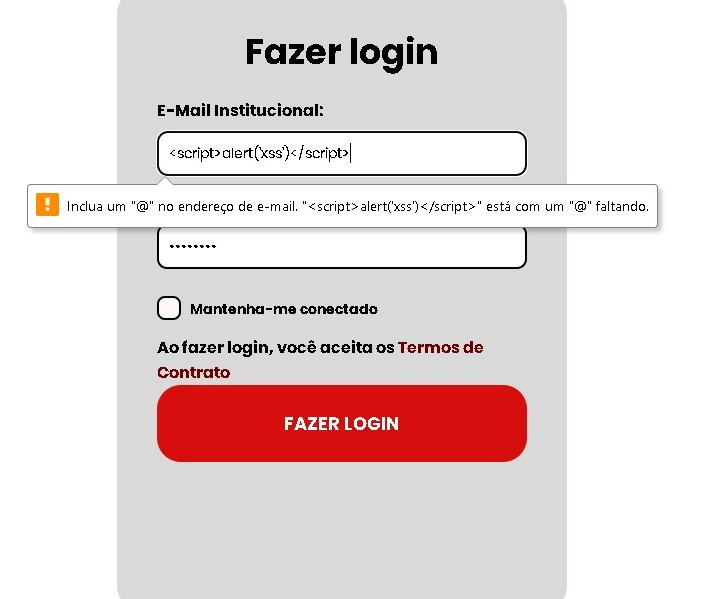 Fazer login
E-Mail Institucional:
<script>alert('xss')</script>
Inclua um "@" no endereço de e-mail. "<script>alert('xss')</script>" está com um "@" faltando.
••••••••
Mantenha-me conectado
Ao fazer login, você aceita os Termos de
Contrato
FAZER LOGIN